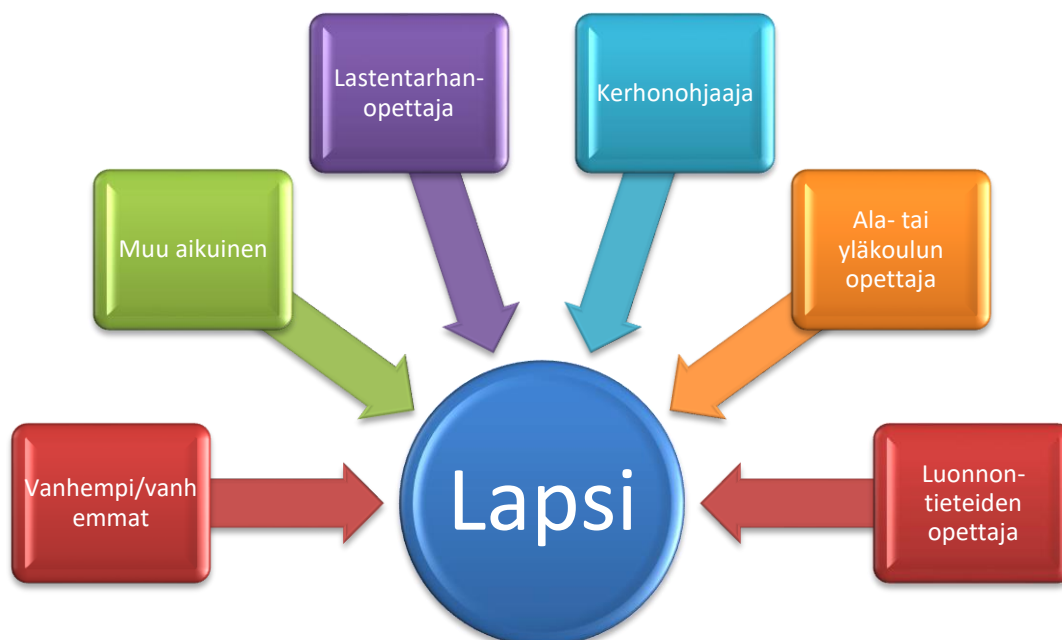 Lastentarhan-
opettaja
Kerhonohjaaja
Muu aikuinen
Ala- tai
yläkoulun
opettaja
Vanhempi/vanh
emmat
Lapsi
Luonnon-
tieteiden
opettaja